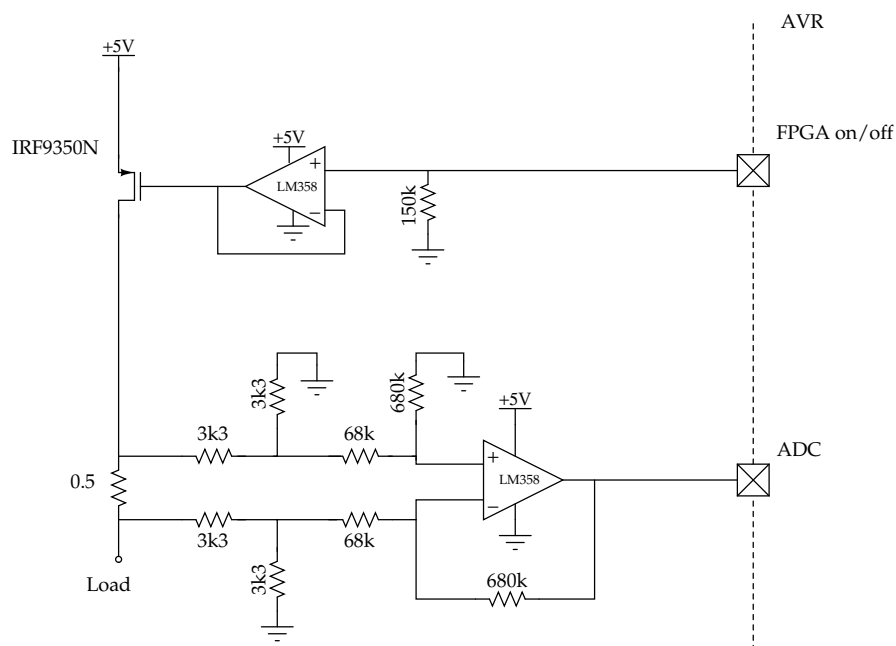 AVR
+5V
FPGA on/off
IRF9350N
+5V
+
LM358
−
150k
3k3
680k
+5V
3k3
68k
ADC
+
0.5
LM358
−
3k3
68k
3k3
680k
Load